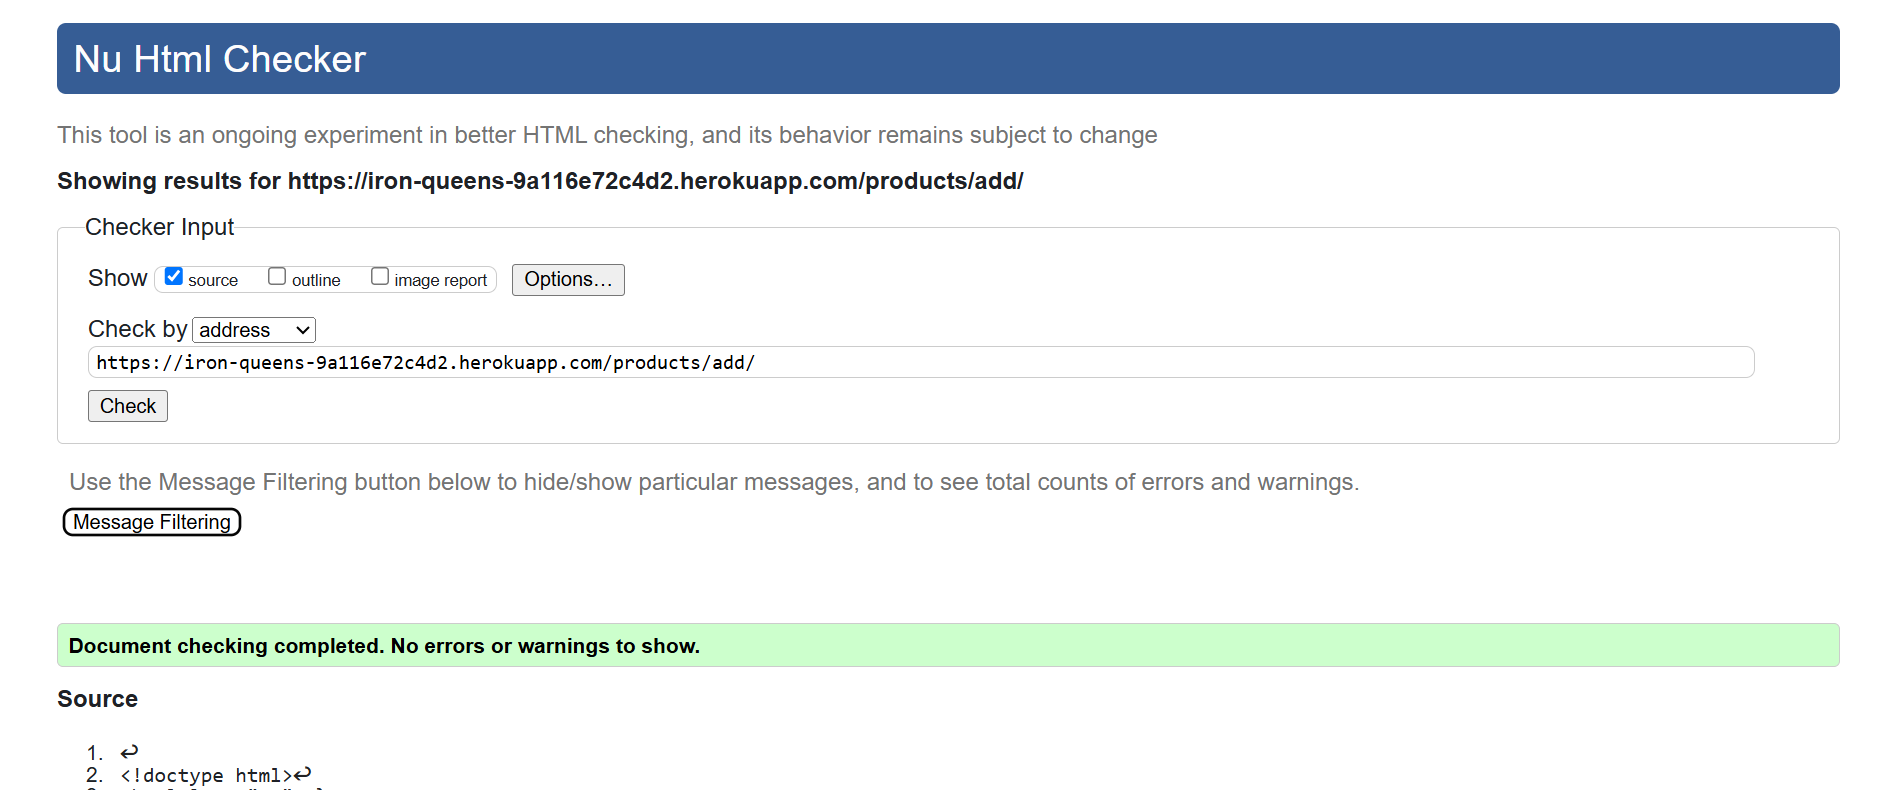 Nu Html Checker
This tool is an ongoing experiment in better HTML checking, and its behavior remains subject to change
Showing results for https://iron-queens-9a116e72c4d2.herokuapp.com/products/add/
Checker Input
Show source outline image report Options...
Check by address
https://iron-queens-9a116e72c4d2.herokuapp.com/products/add/
Check
Use the Message Filtering button below to hide/show particular messages, and to see total counts of errors and warnings.
Message Filtering
Document checking completed. No errors or warnings to show.
Source
1. ↩
2. <!doctype html>↩